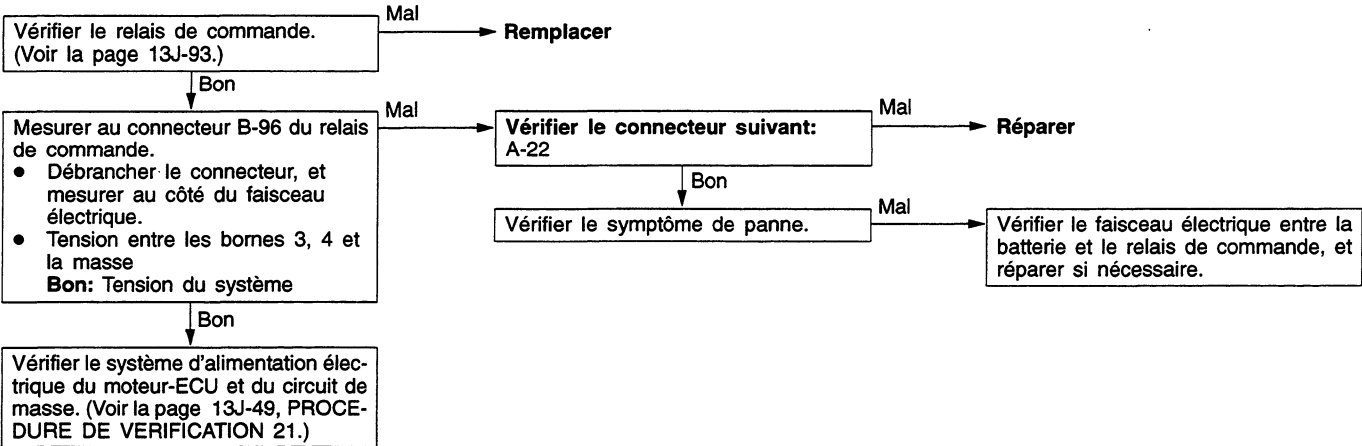 Vérifier le relais de commande.
(Voir la page 13J-93.)
Mal
Remplacer
Bon
Mesurer au connecteur B-96 du relais
de commande.
● Débrancher le connecteur, et
mesurer au côté du faisceau
électrique.
● Tension entre les bornes 3, 4 et
la masse
Bon: Tension du système
Mal
Vérifier le connecteur suivant:
A-22
Mal
Réparer
Bon
Vérifier le symptôme de panne.
Mal
Vérifier le faisceau électrique entre la
batterie et le relais de commande, et
réparer si nécessaire.
Bon
Vérifier le système d'alimentation élec-
trique du moteur-ECU et du circuit de
masse. (Voir la page 13J-49, PROCE-
DURE DE VERIFICATION 21.)